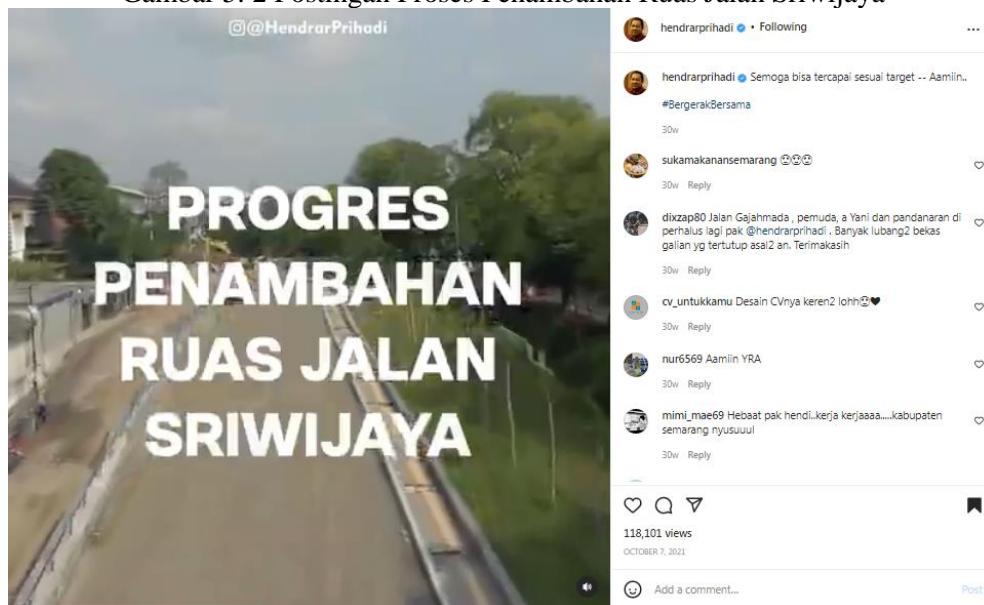 Gambar 3. 2 Postingan Proses Penambahan Ruas Jalan Sriwijaya
@HendrarPrihadi
PROGRES
PENAMBAHAN
RUAS JALAN
SRIWIJAYA
hendrarprihadi • Following
hendrarprihadi Semoga bisa tercapai sesuai target -- Aamiin..
#BergerakBersama
30w
sukamakanansemarang
30w Reply
dixzap80 Jalan Gajahmada , pemuda, a Yani dan pandanaran di
perhalus lagi pak @hendrarprihadi . Banyak lubang2 bekas
galian yg tertutup asal2 an. Terimakasih
30w Reply
cv_untukkamu Desain CVnya keren2 lohh
30w Reply
nur6569 Aamiin YRA
30w Reply
mimi_mae69 Hebaat pak hendi..kerja kerjaaaa.....kabupaten
semarang nyusuuul
30w Reply
118,101 views
OCTOBER 7, 2021
Add a comment...
Post